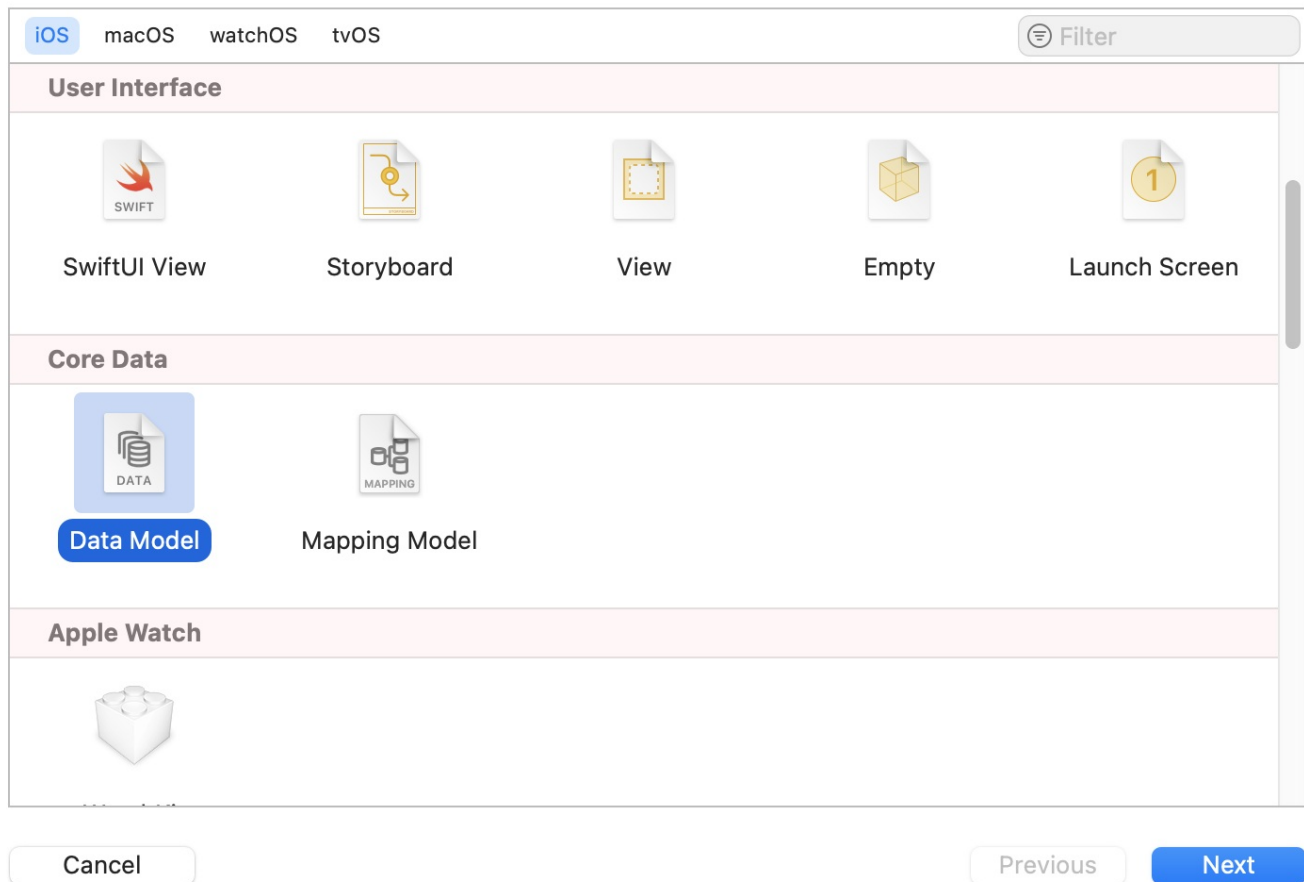 iOS macOS watchOS tvOS Filter
User Interface
SWIFT 1
SwiftUI View Storyboard View Empty Launch Screen
Core Data
DATA MAPPING
Data Model Mapping Model
Apple Watch
Cancel Previous Next